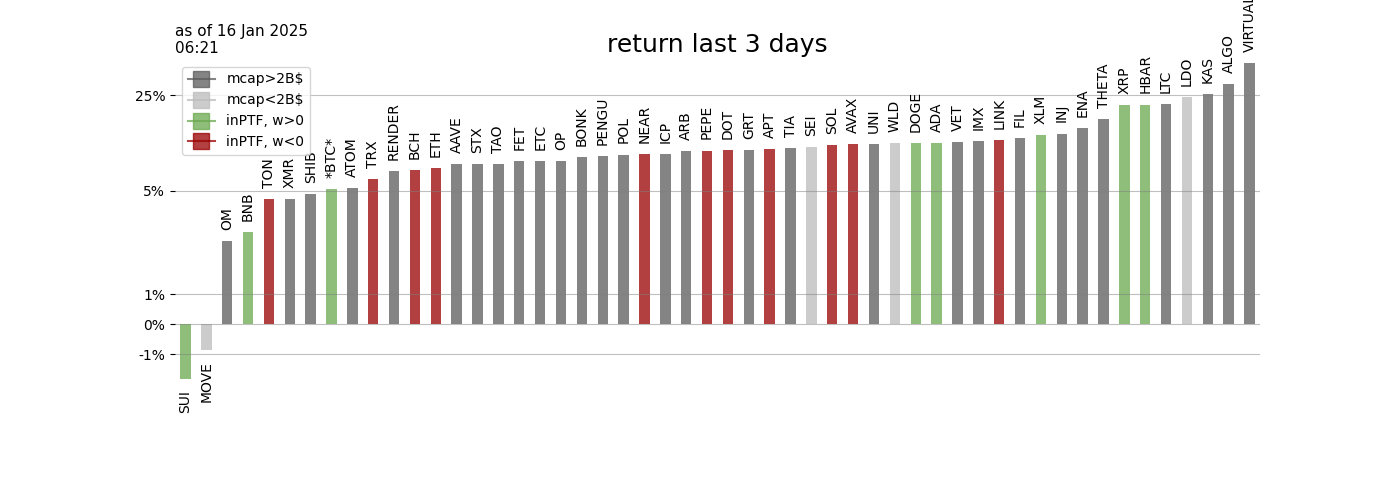 as of 16 Jan 2025
06:21
return last 3 days
mcap>2B$
mcap<2B$
inPTF, w>0
inPTF, w<0
25%
5%
1%
0%
-1%
SUI
MOVE
OM
BNB
TON
XMR
SHIB
*BTC*
ATOM
TRX
RENDER
BCH
ETH
AAVE
STX
TAO
FET
ETC
OP
BONK
PENGU
POL
NEAR
ICP
ARB
PEPE
DOT
GRT
APT
TIA
SEI
SOL
AVAX
UNI
WLD
DOGE
ADA
VET
IMX
LINK
FIL
XLM
INJ
ENA
THETA
XRP
HBAR
LTC
LDO
KAS
ALGO
VIRTUAL